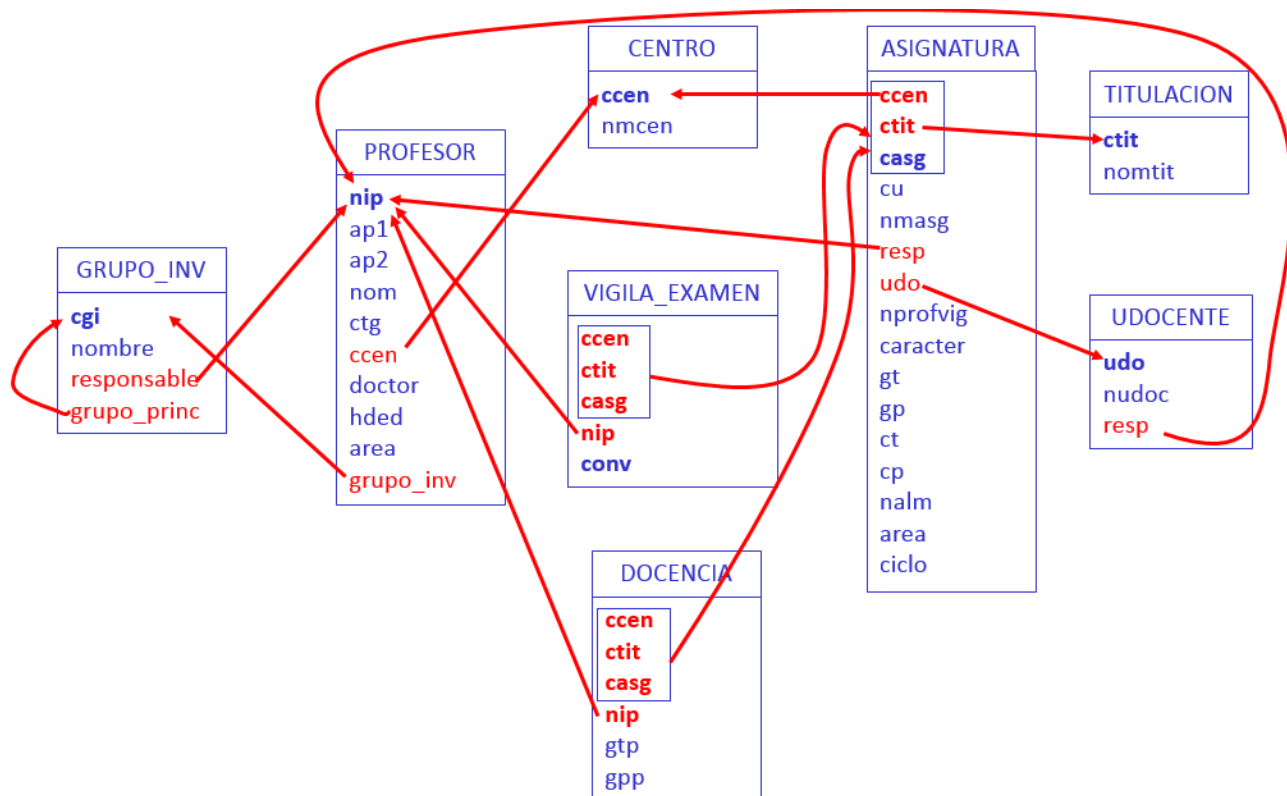 CENTRO
ccen
nmcen
ASIGNATURA
ccen
ctit
casg
cu
nmasg
resp
udo
nprofvig
caracter
gt
gp
ct
cp
nalm
area
ciclo
TITULACION
ctit
nomtit
PROFESOR
nip
ap1
ap2
nom
ctg
ccen
doctor
hded
area
grupo_inv
GRUPO_INV
cgi
nombre
responsable
grupo_princ
VIGILA_EXAMEN
ccen
ctit
casg
nip
conv
UDOCENTE
udo
nudoc
resp
DOCENCIA
ccen
ctit
casg
nip
gtp
gpp